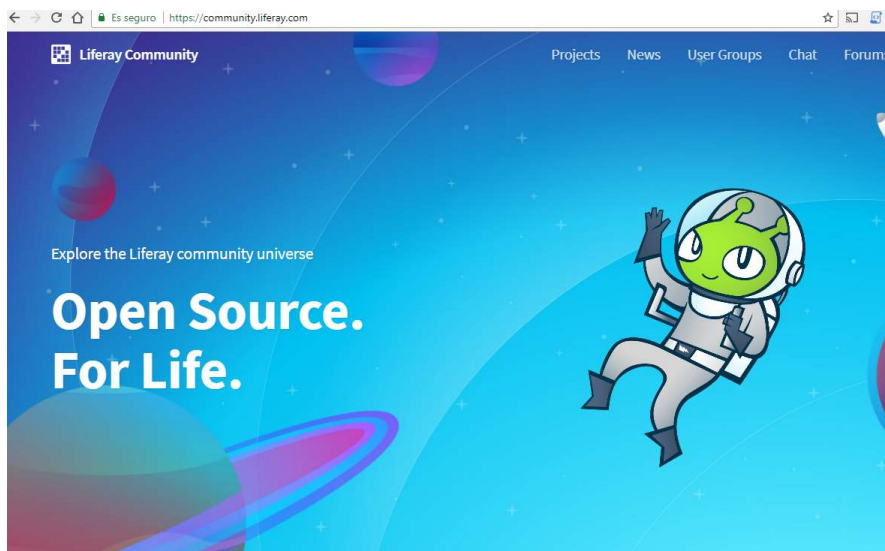 Es seguro | https://community.liferay.com
Liferay Community
Projects News User Groups Chat Forums
Explore the Liferay community universe
Open Source.
For Life.